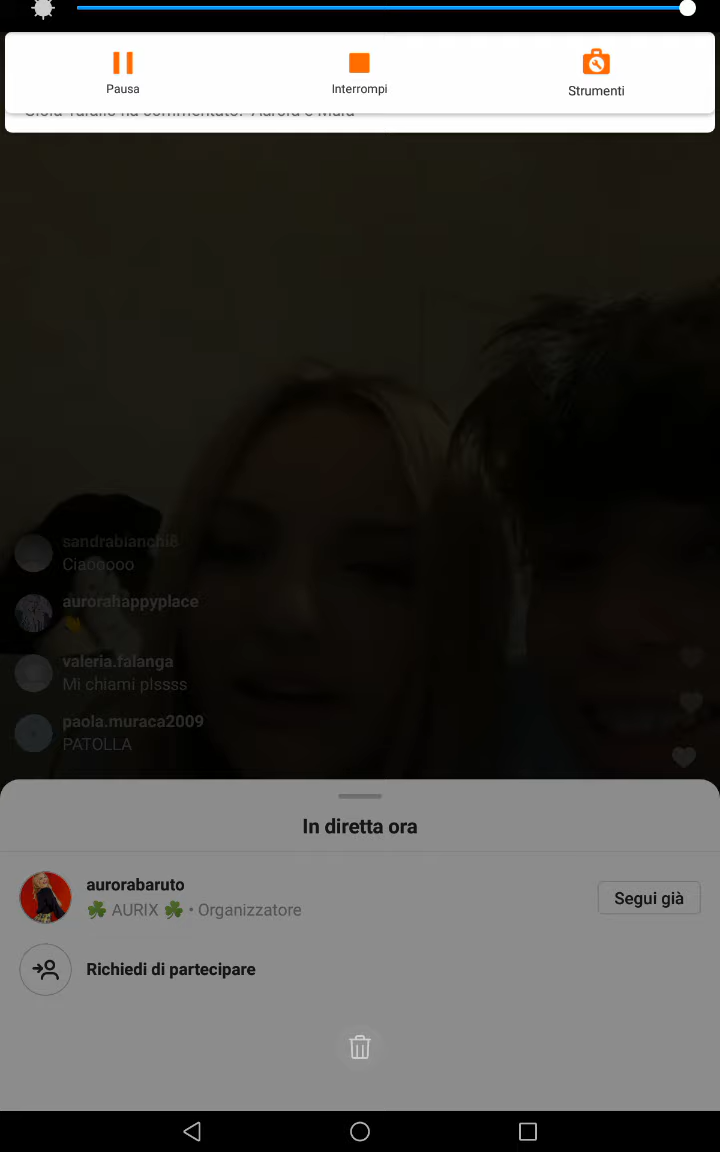 Pausa
Interrompi
Strumenti
sandrabianchi8
Ciaooooo
aurorahappyplace
👋
valeria.falanga
Mi chiami plssss
paola.muraca2009
PATOLLA
In diretta ora
aurorabaruto
☘️ AURIX ☘️ • Organizzatore
Segui già
Richiedi di partecipare